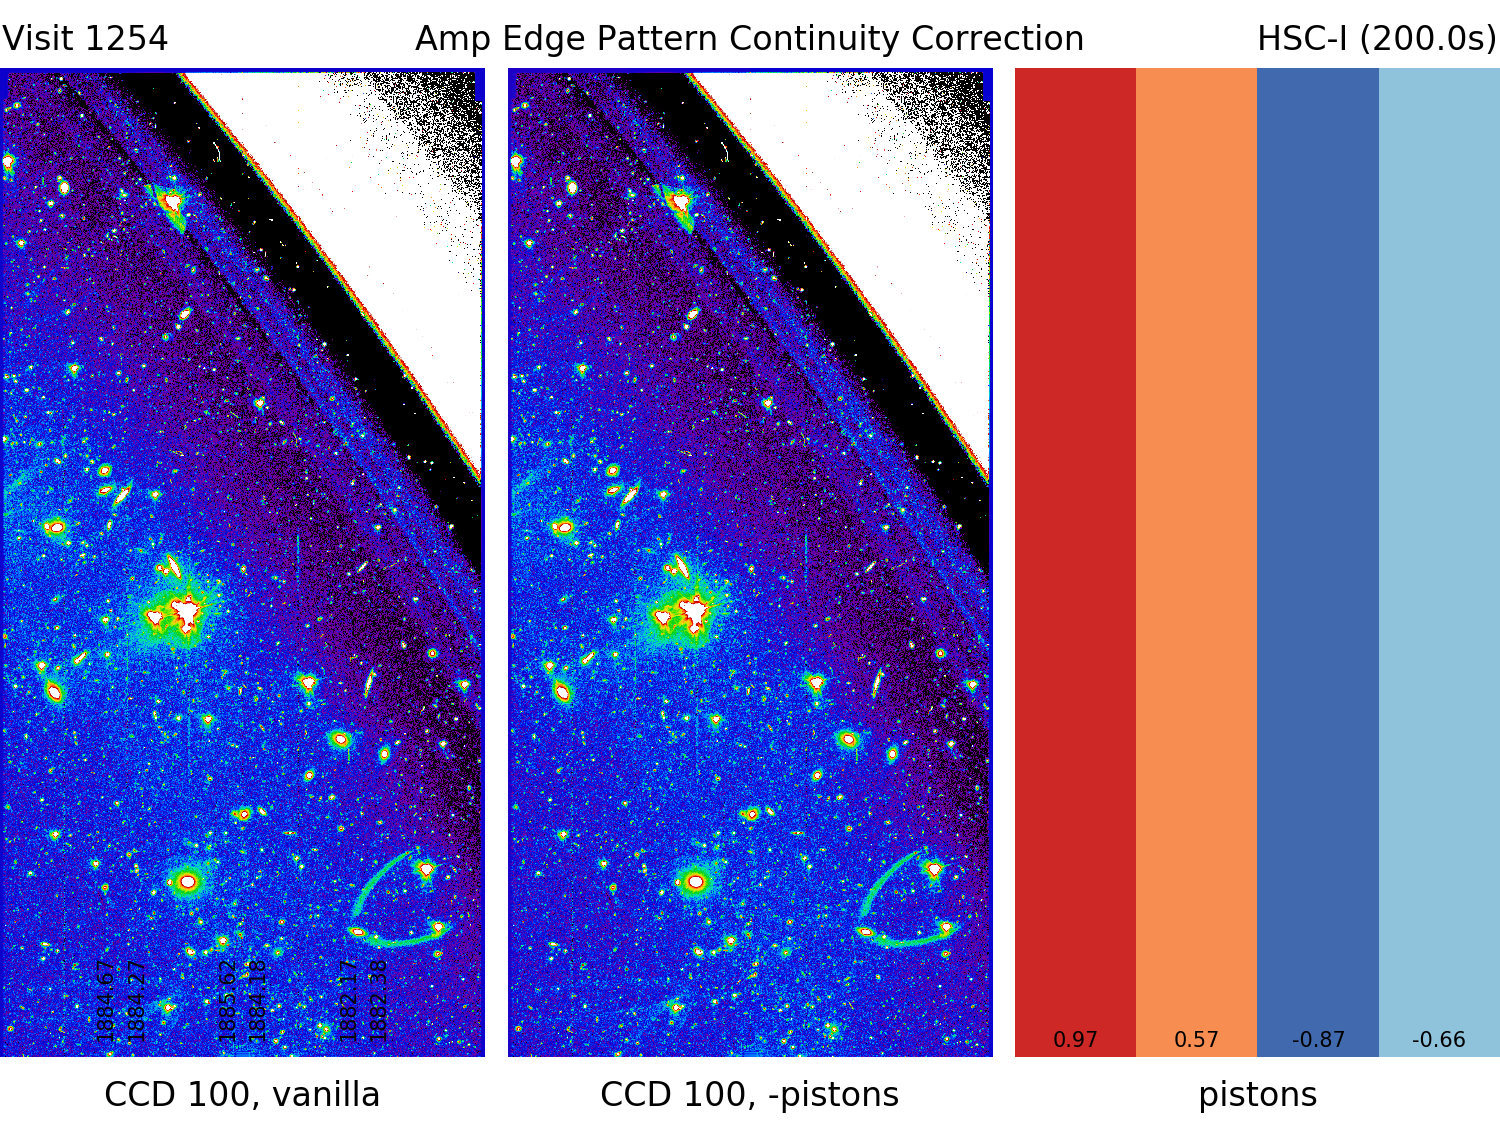 Visit 1254
Amp Edge Pattern Continuity Correction
HSC-I (200.0s)
1884.67
1884.27
1885.62
1884.18
1882.17
1882.38
0.97
0.57
-0.87
-0.66
CCD 100, vanilla
CCD 100, -pistons
pistons